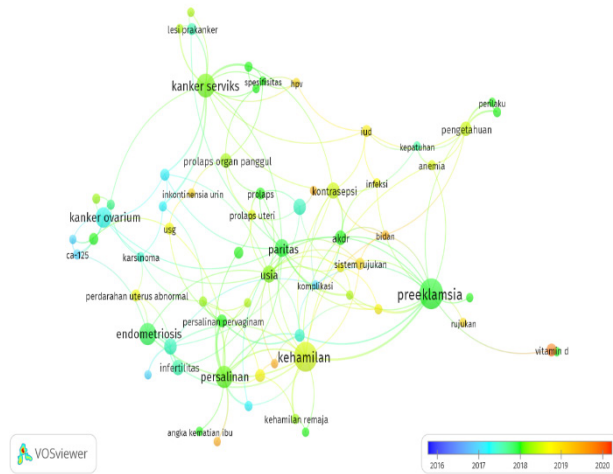 lesi prakanker
kanker serviks
spesifisitas
hpv
perilaku
pengetahuan
iud
kepatuhan
prolaps organ panggul
anemia
infeksi
kontrasepsi
inkontinensia urin
prolaps
prolaps uteri
kanker ovarium
usg
akdr
bidan
paritas
ca-125
karsinoma
sistem rujukan
usia
komplikasi
preeklamsia
perdarahan uterus abnormal
persalinan pervaginam
rujukan
endometriosis
vitamin d
kehamilan
infertilitas
persalinan
kehamilan remaja
angka kematian ibu
VOSviewer
2016 2017 2018 2019 2020